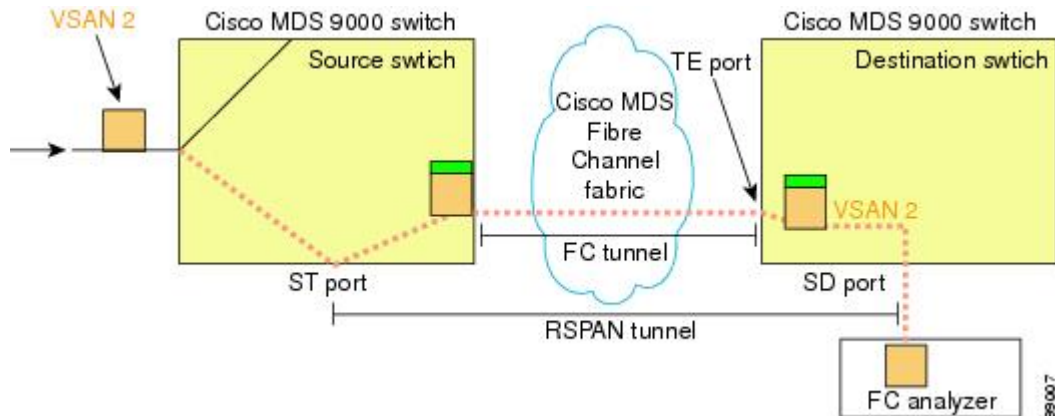 VSAN 2
Cisco MDS 9000 switch
Cisco MDS 9000 switch
Source swtich
TE port
Destination swtich
Cisco MDS
Fibre
Channel
fabric
VSAN 2
FC tunnel
ST port
SD port
RSPAN tunnel
FC analyzer